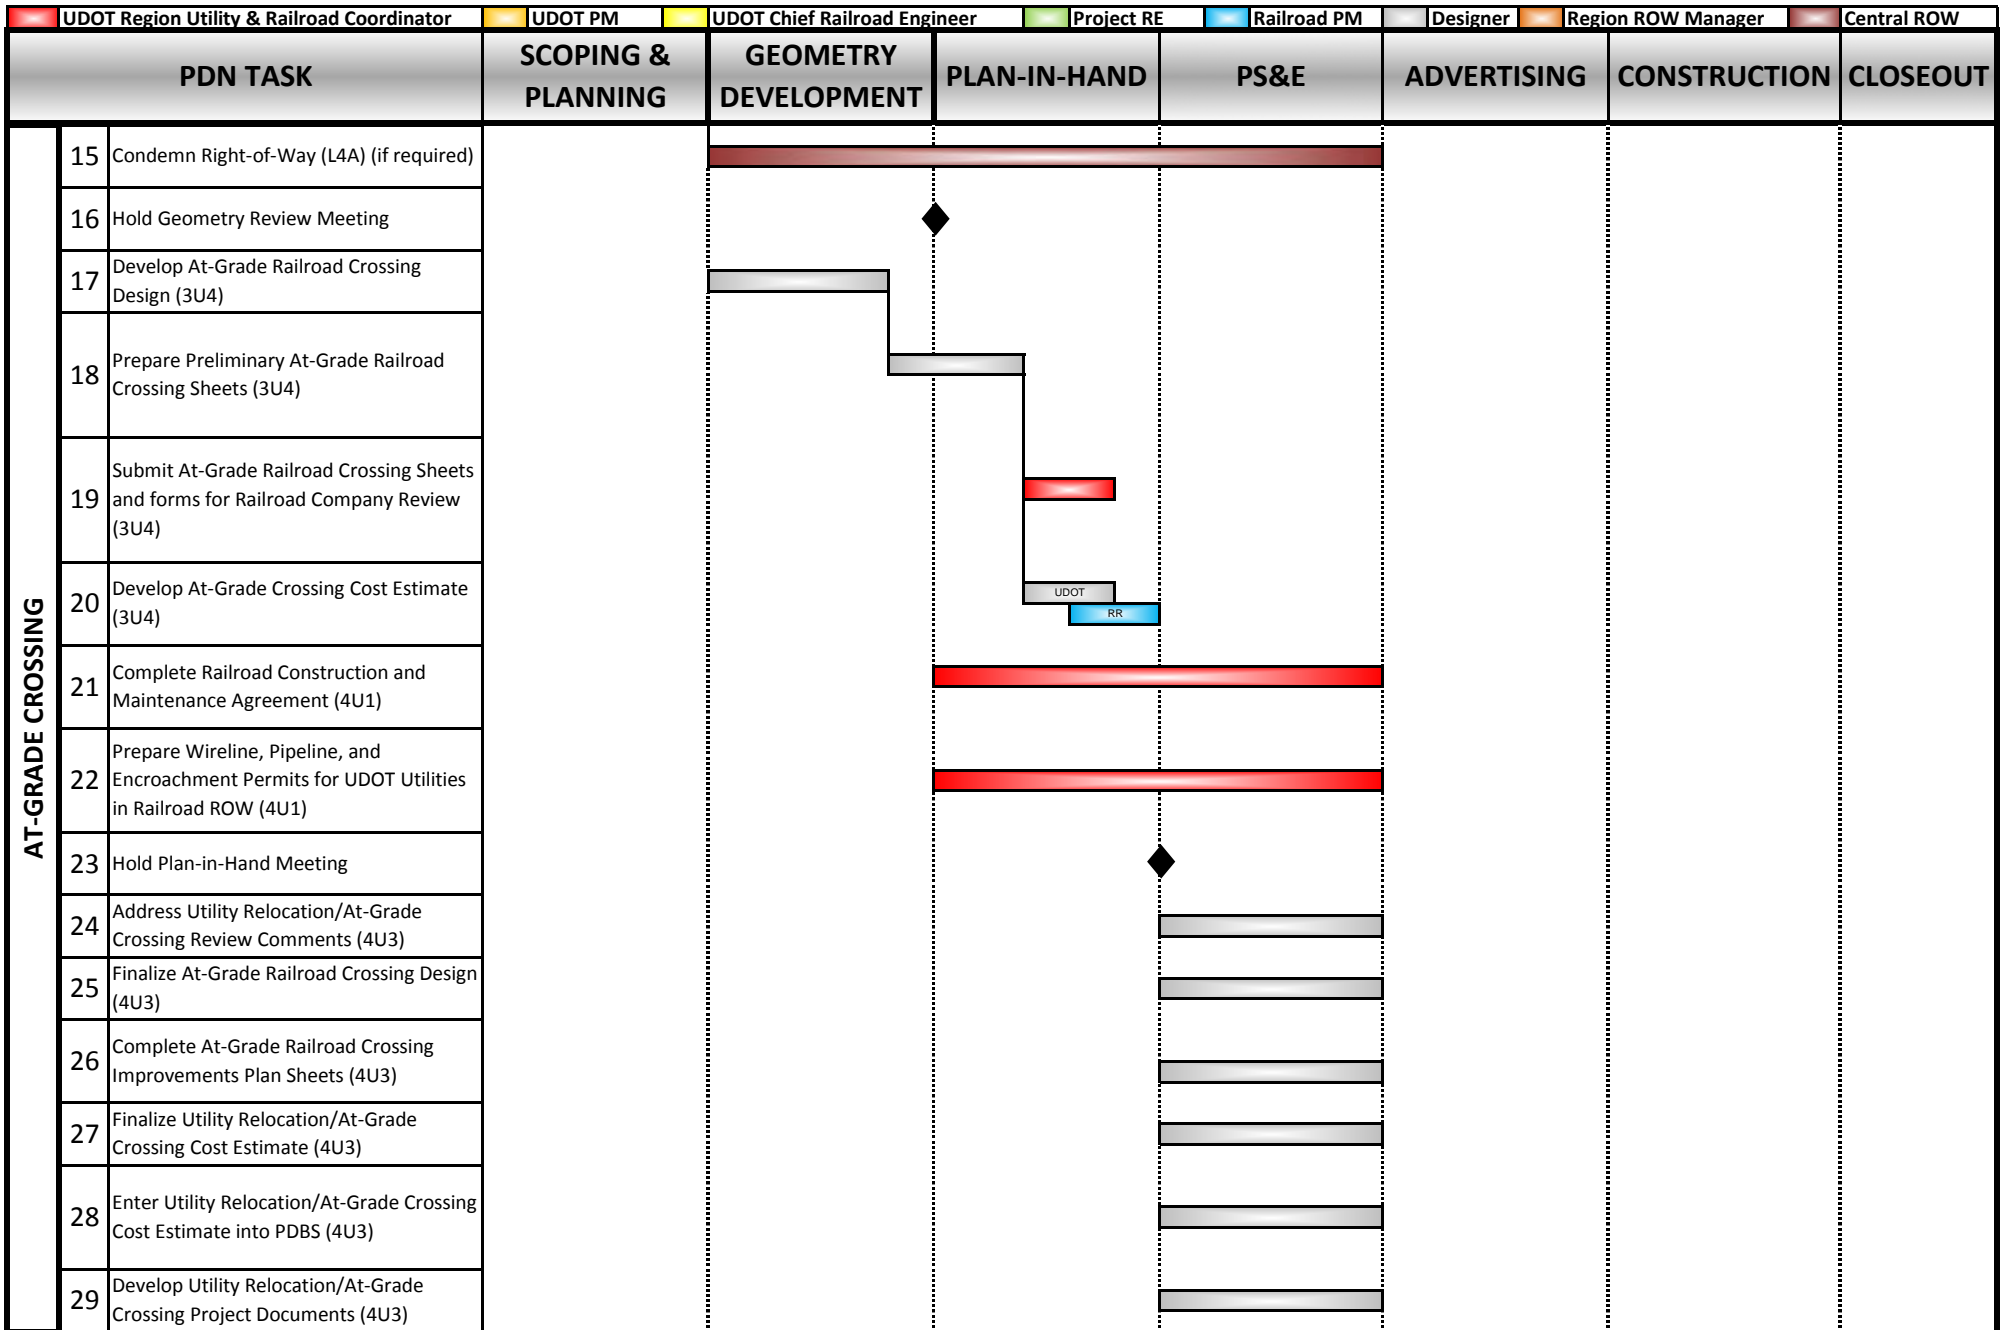 UDOT Region Utility & Railroad Coordinator UDOT PM UDOT Chief Railroad Engineer Project RE Railroad PM Designer Region ROW Manager Central ROW
PDN TASK
SCOPING &
PLANNING
GEOMETRY
DEVELOPMENT
PLAN-IN-HAND
PS&E
ADVERTISING
CONSTRUCTION
CLOSEOUT
AT-GRADE CROSSING
15 Condemn Right-of-Way (L4A) (if required)
16 Hold Geometry Review Meeting
17 Develop At-Grade Railroad Crossing
Design (3U4)
18 Prepare Preliminary At-Grade Railroad
Crossing Sheets (3U4)
19 Submit At-Grade Railroad Crossing Sheets
and forms for Railroad Company Review
(3U4)
20 Develop At-Grade Crossing Cost Estimate
(3U4)
UDOT
RR
21 Complete Railroad Construction and
Maintenance Agreement (4U1)
22 Prepare Wireline, Pipeline, and
Encroachment Permits for UDOT Utilities
in Railroad ROW (4U1)
23 Hold Plan-in-Hand Meeting
24 Address Utility Relocation/At-Grade
Crossing Review Comments (4U3)
25 Finalize At-Grade Railroad Crossing Design
(4U3)
26 Complete At-Grade Railroad Crossing
Improvements Plan Sheets (4U3)
27 Finalize Utility Relocation/At-Grade
Crossing Cost Estimate (4U3)
28 Enter Utility Relocation/At-Grade Crossing
Cost Estimate into PDBS (4U3)
29 Develop Utility Relocation/At-Grade
Crossing Project Documents (4U3)